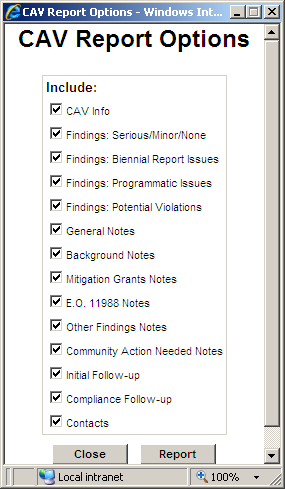 CAV Report Options - Windows Int...
CAV Report Options
Include:
CAV Info
Findings: Serious/Minor/None
Findings: Biennial Report Issues
Findings: Programmatic Issues
Findings: Potential Violations
General Notes
Background Notes
Mitigation Grants Notes
E.O. 11988 Notes
Other Findings Notes
Community Action Needed Notes
Initial Follow-up
Compliance Follow-up
Contacts
Close Report
Local intranet 100%